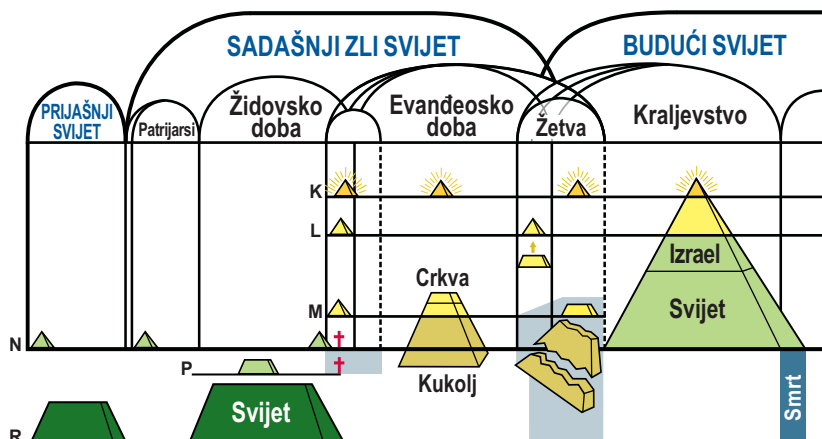 SADAŠNJI ZLI SVIJET
BUDUĆI SVIJET
PRIJAŠNJI
SVIJET
Patrijarsi
Židovsko
doba
Evanđeosko
doba
Žetva
Kraljevstvo
K
L
Izrael
Crkva
M
Svijet
N
P
Kukolj
Svijet
Smrt
R